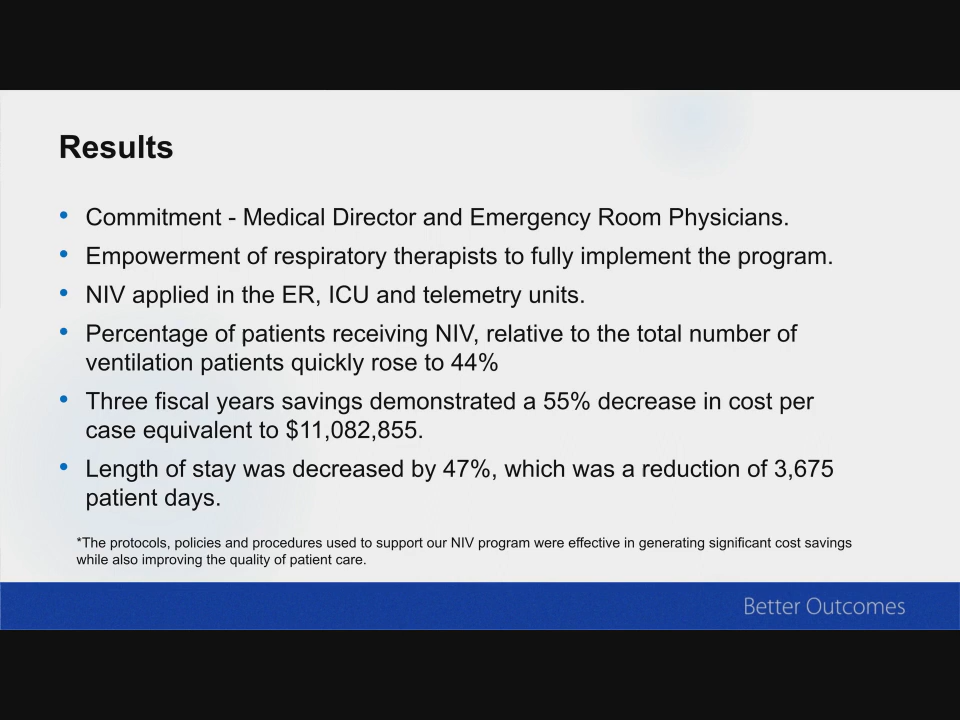 Results
• Commitment - Medical Director and Emergency Room Physicians.
• Empowerment of respiratory therapists to fully implement the program.
• NIV applied in the ER, ICU and telemetry units.
• Percentage of patients receiving NIV, relative to the total number of
ventilation patients quickly rose to 44%
• Three fiscal years savings demonstrated a 55% decrease in cost per
case equivalent to $11,082,855.
• Length of stay was decreased by 47%, which was a reduction of 3,675
patient days.
*The protocols, policies and procedures used to support our NIV program were effective in generating significant cost savings
while also improving the quality of patient care.
Better Outcomes